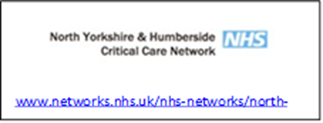 North Yorkshire & Humberside NHS
Critical Care Network
www.networks.nhs.uk/nhs-networks/north-